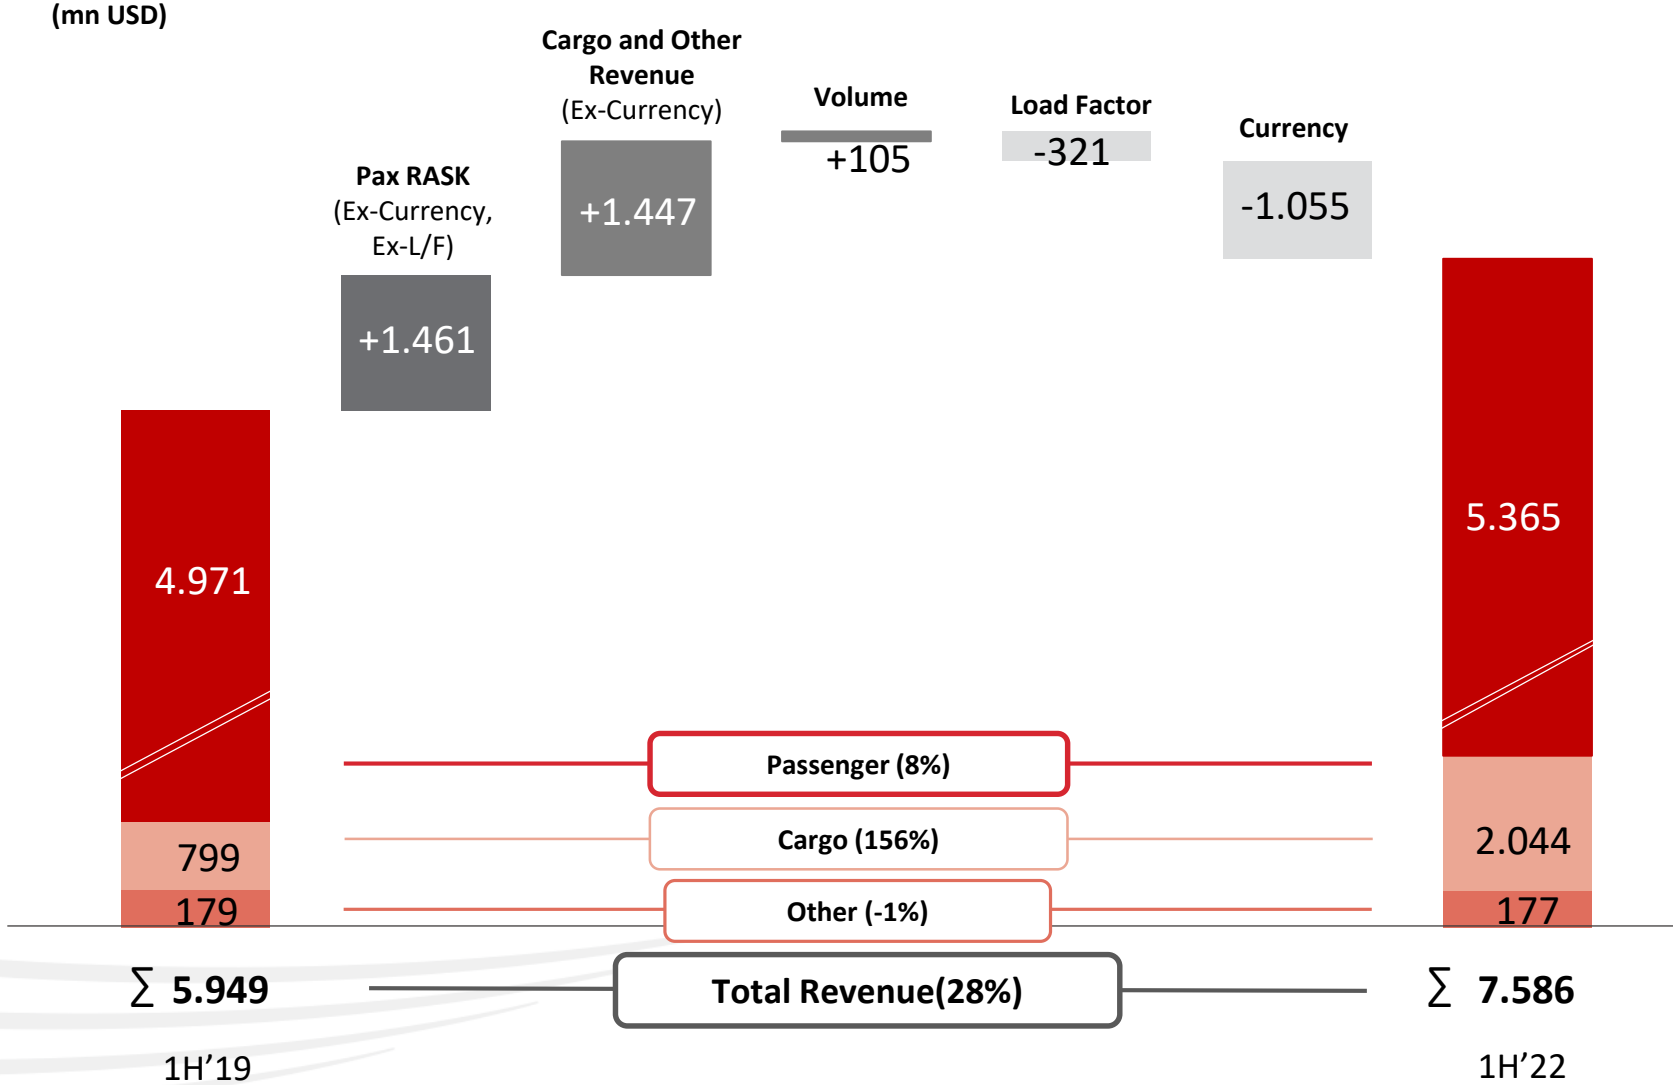 (mn USD)
Cargo and Other
Revenue
(Ex-Currency)
Volume
Load Factor
Currency
+105
-321
Pax RASK
(Ex-Currency,
Ex-L/F)
+1.447
-1.055
+1.461
5.365
4.971
Passenger (8%)
799
Cargo (156%)
2.044
179
Other (-1%)
177
∑ 5.949
Total Revenue(28%)
∑ 7.586
1H’19
1H’22